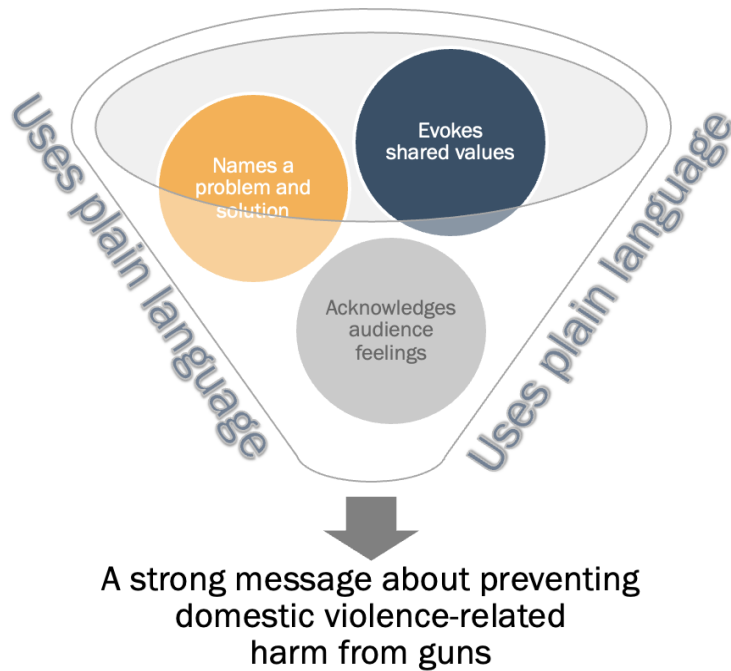 Uses plain language
Names a
problem and
solution
Evokes
shared values
Acknowledges
audience
feelings
Uses plain language
A strong message about preventing
domestic violence-related
harm from guns